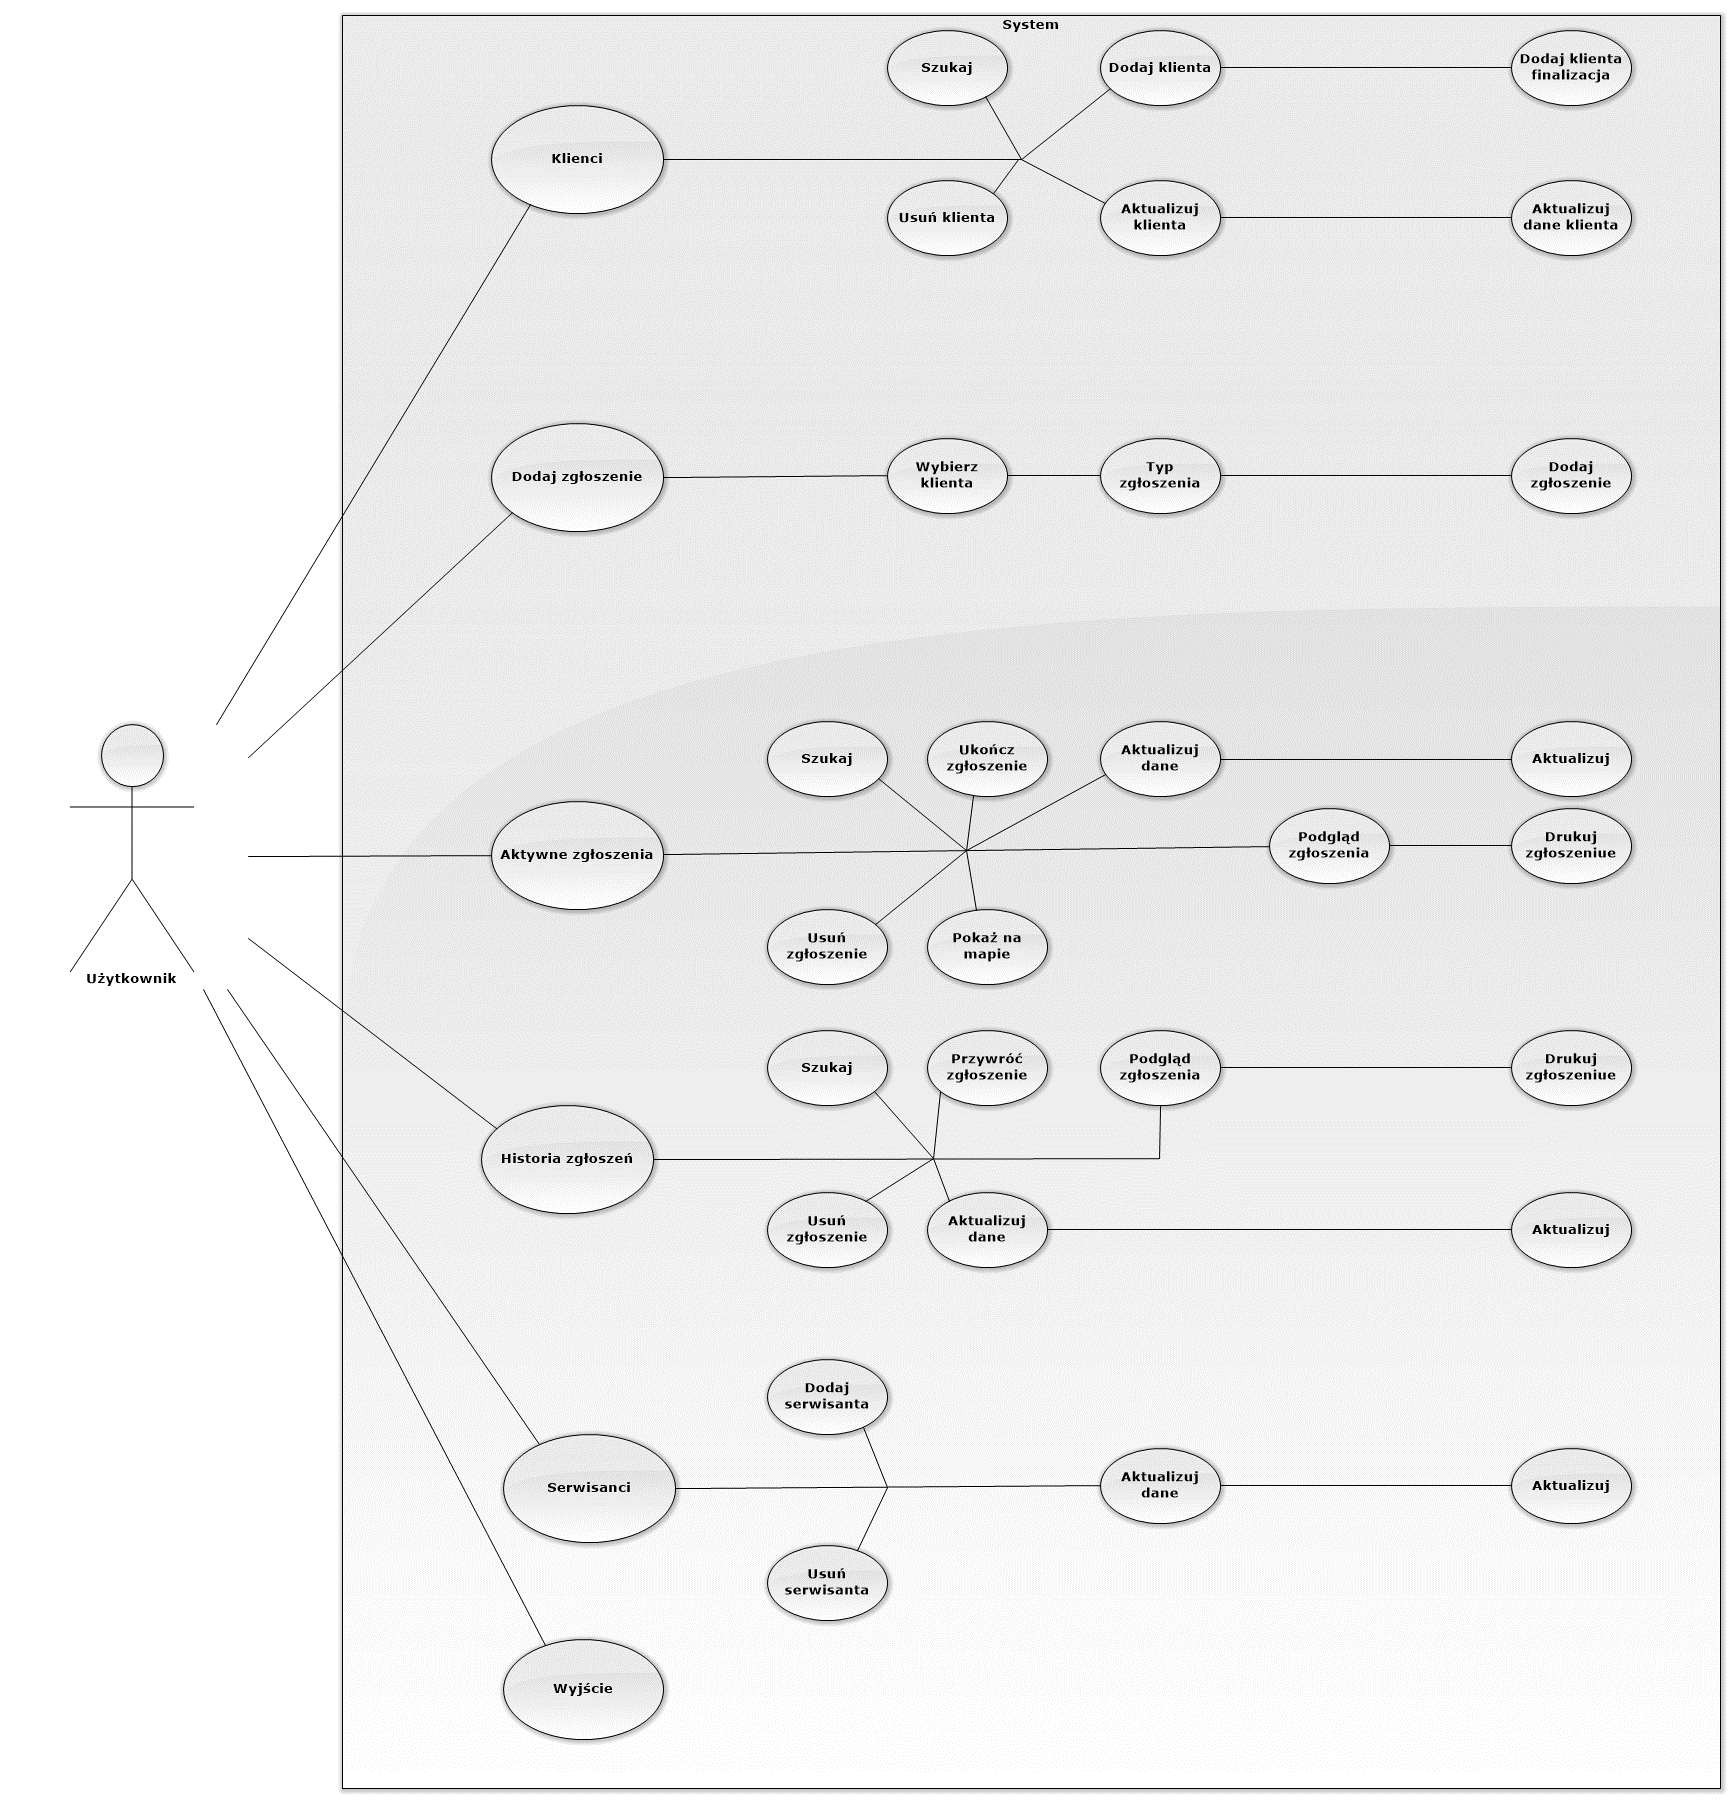 System
Szukaj
Dodaj klienta
Dodaj klienta
finalizacja
Klienci
Usuń klienta
Aktualizuj
klienta
Aktualizuj
dane klienta
Dodaj zgłoszenie
Wybierz
klienta
Typ
zgłoszenia
Dodaj
zgłoszenie
Szukaj
Ukończ
zgłoszenie
Aktualizuj
dane
Aktualizuj
Aktywne zgłoszenia
Podgląd
zgłoszenia
Drukuj
zgłoszeniue
Usuń
zgłoszenie
Pokaż na
mapie
Użytkownik
Szukaj
Przywróć
zgłoszenie
Podgląd
zgłoszenia
Drukuj
zgłoszeniue
Historia zgłoszeń
Usuń
zgłoszenie
Aktualizuj
dane
Aktualizuj
Dodaj
serwisanta
Serwisanci
Aktualizuj
dane
Aktualizuj
Usuń
serwisanta
Wyjście